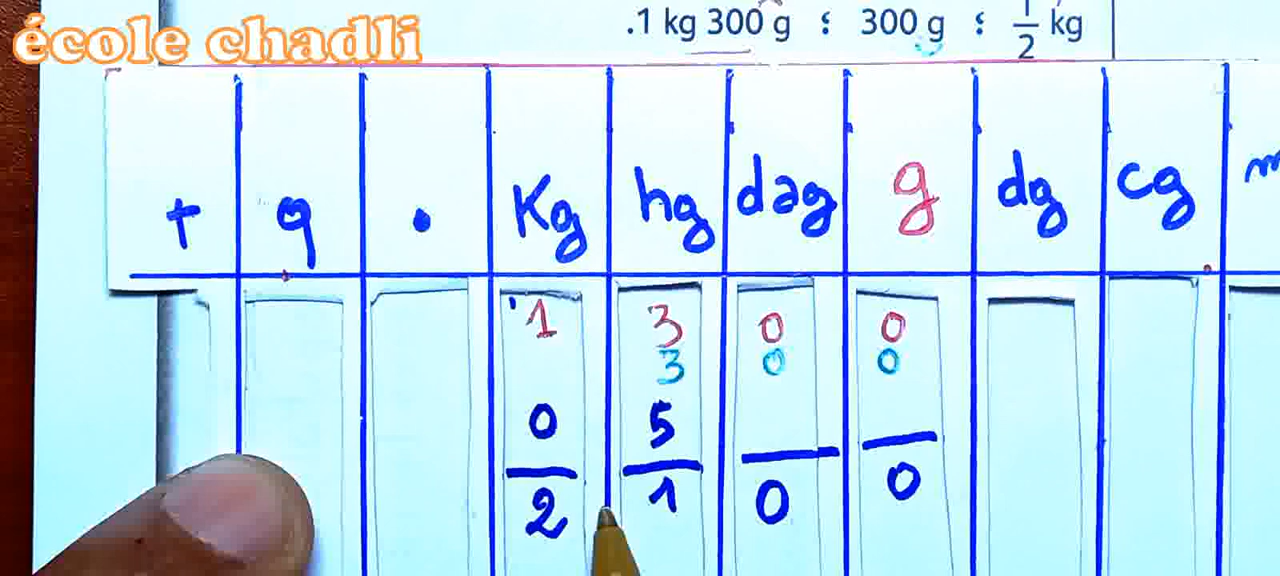 école chadli
.1 kg 300 g ؛ 300 g ؛ 1/2 kg
t q . Kg hg dag g dg cg m
1 3 0 0
3 0 0
0 5
2 1 0 0